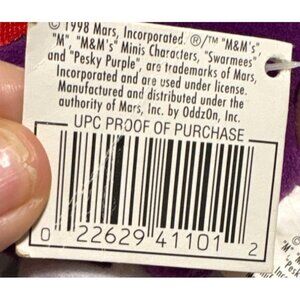 © 1998 Mars, Incorporated. ®/™ "M&M's",
"M", "M&M's" Minis Characters, "Swarmees"
and "Pesky Purple", are trademarks of Mars,
Incorporated and are used under license.
Manufactured and distributed under the
authority of Mars, Inc. by OddzOn, Inc.
UPC PROOF OF PURCHASE
0 22629 41101 2